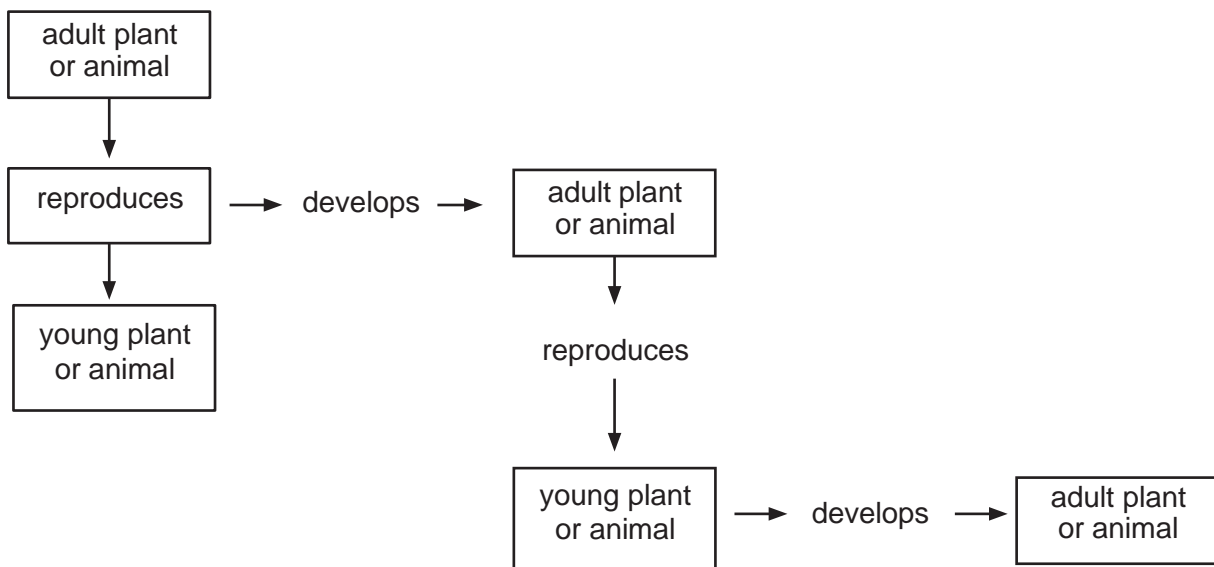 adult plant
or animal
reproduces
develops
adult plant
or animal
young plant
or animal
reproduces
young plant
or animal
develops
adult plant
or animal